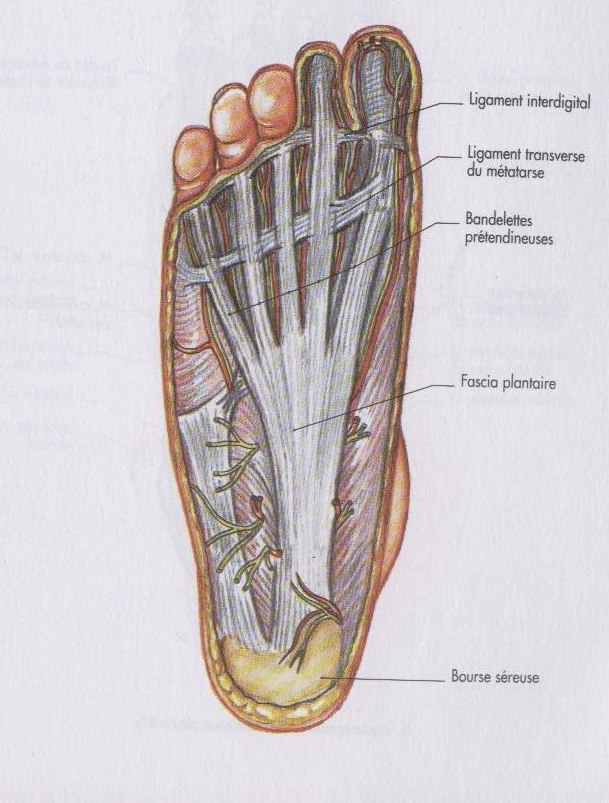 Ligament interdigital
Ligament transverse
du métatarse
Bandelettes
prétendineuses
Fascia plantaire
Bourse séreuse